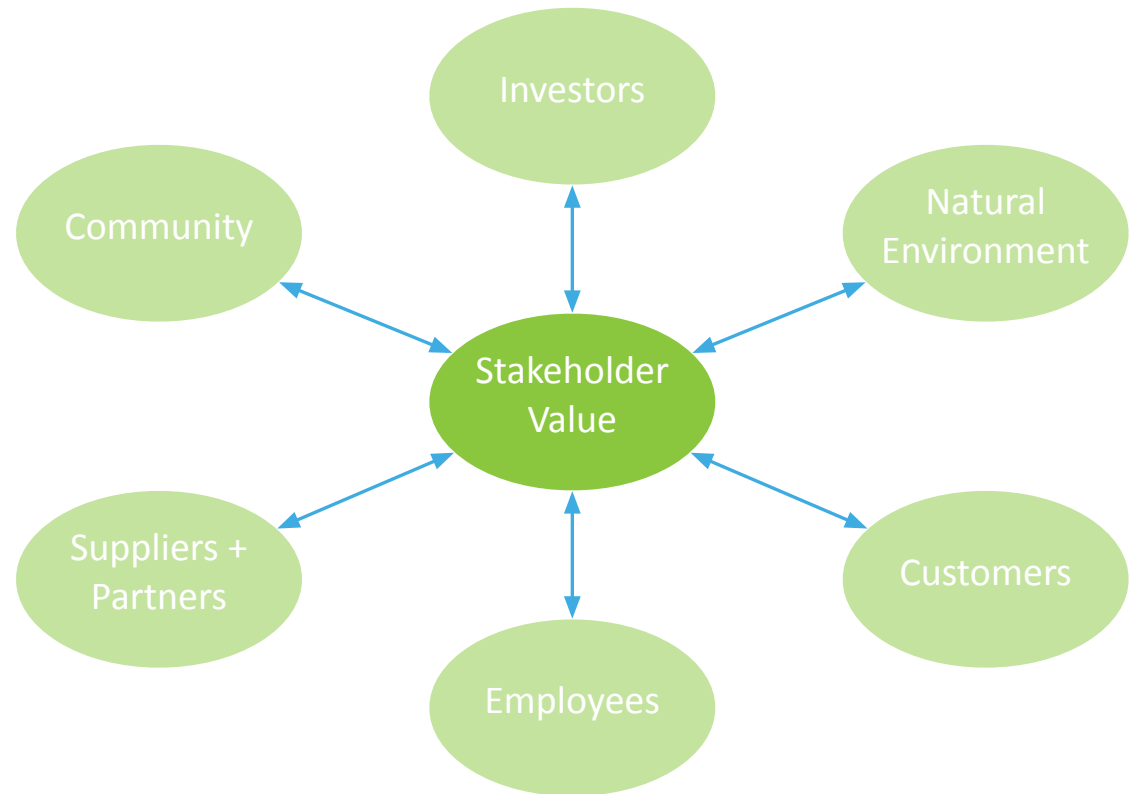 Investors
Community
Natural
Environment
Stakeholder
Value
Suppliers +
Partners
Customers
Employees